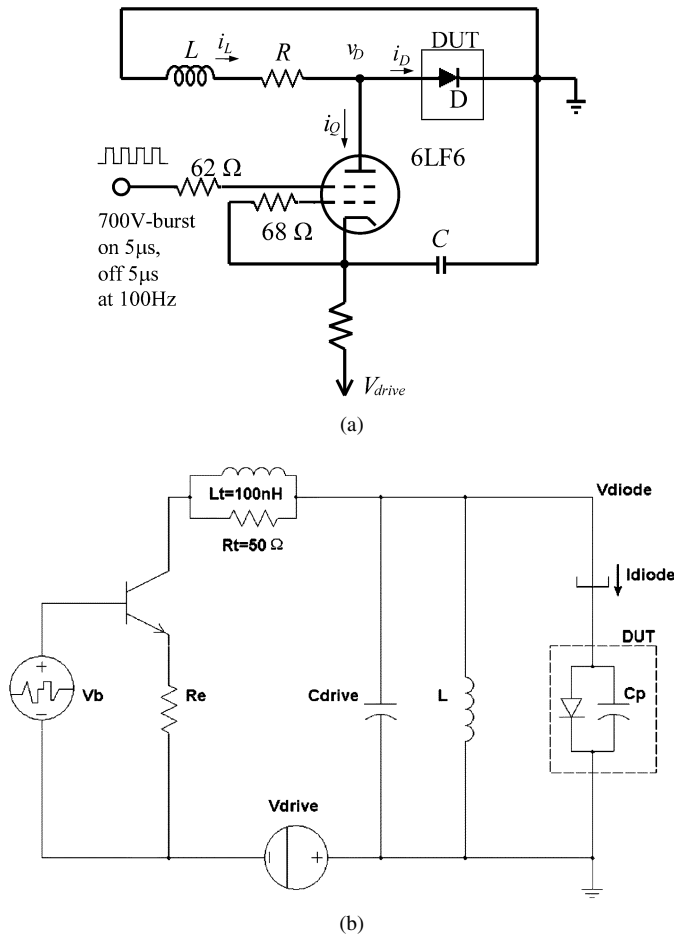 L
i_L
R
v_D
i_D
DUT
D
i_Q
6LF6
62 Ω
68 Ω
700V-burst
on 5μs,
off 5μs
at 100Hz
C
V_drive
(a)
Lt=100nH
Rt=50 Ω
Vdiode
Idiode
DUT
+
Vb
−
Re
Cdrive
L
Cp
Vdrive
+
(b)